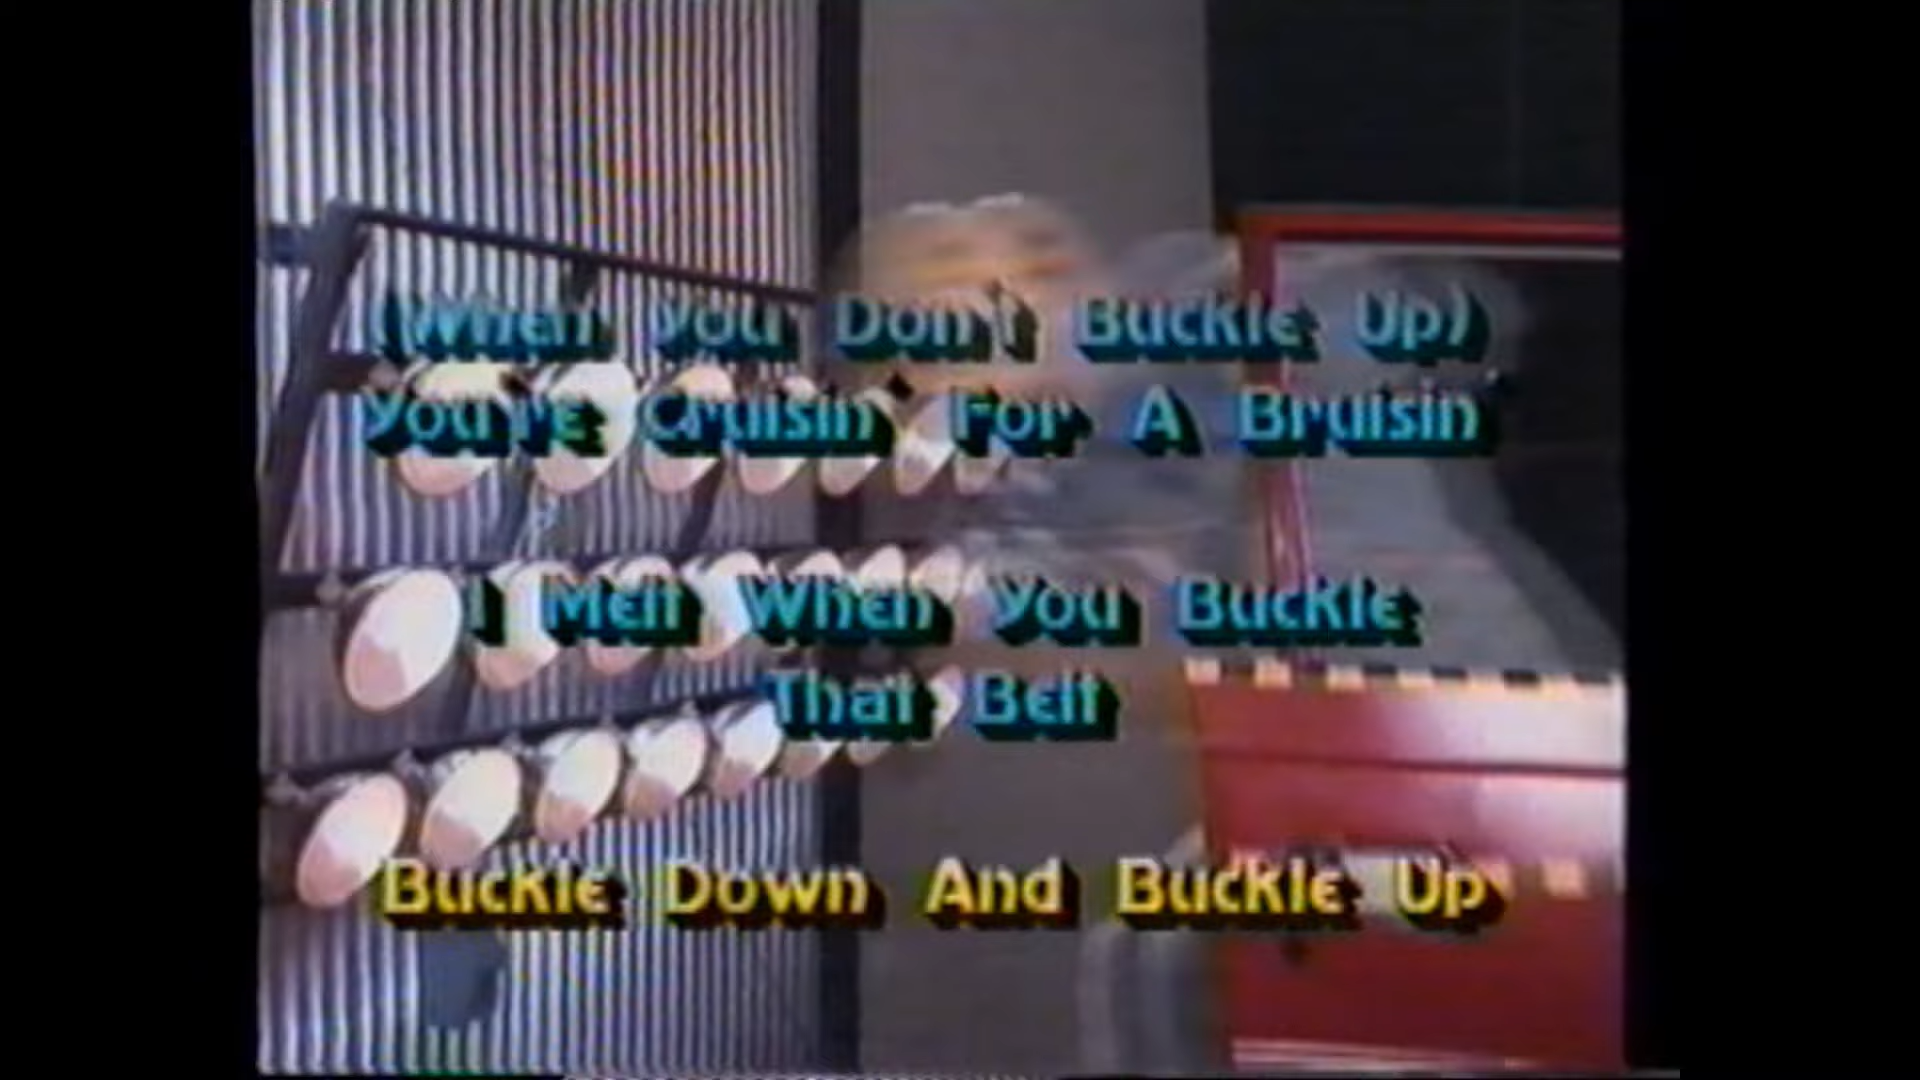 (When You Don't Buckle Up)
You're Cruisin' For A Bruisin'
I Melt When You Buckle
That Belt
Buckle Down And Buckle Up